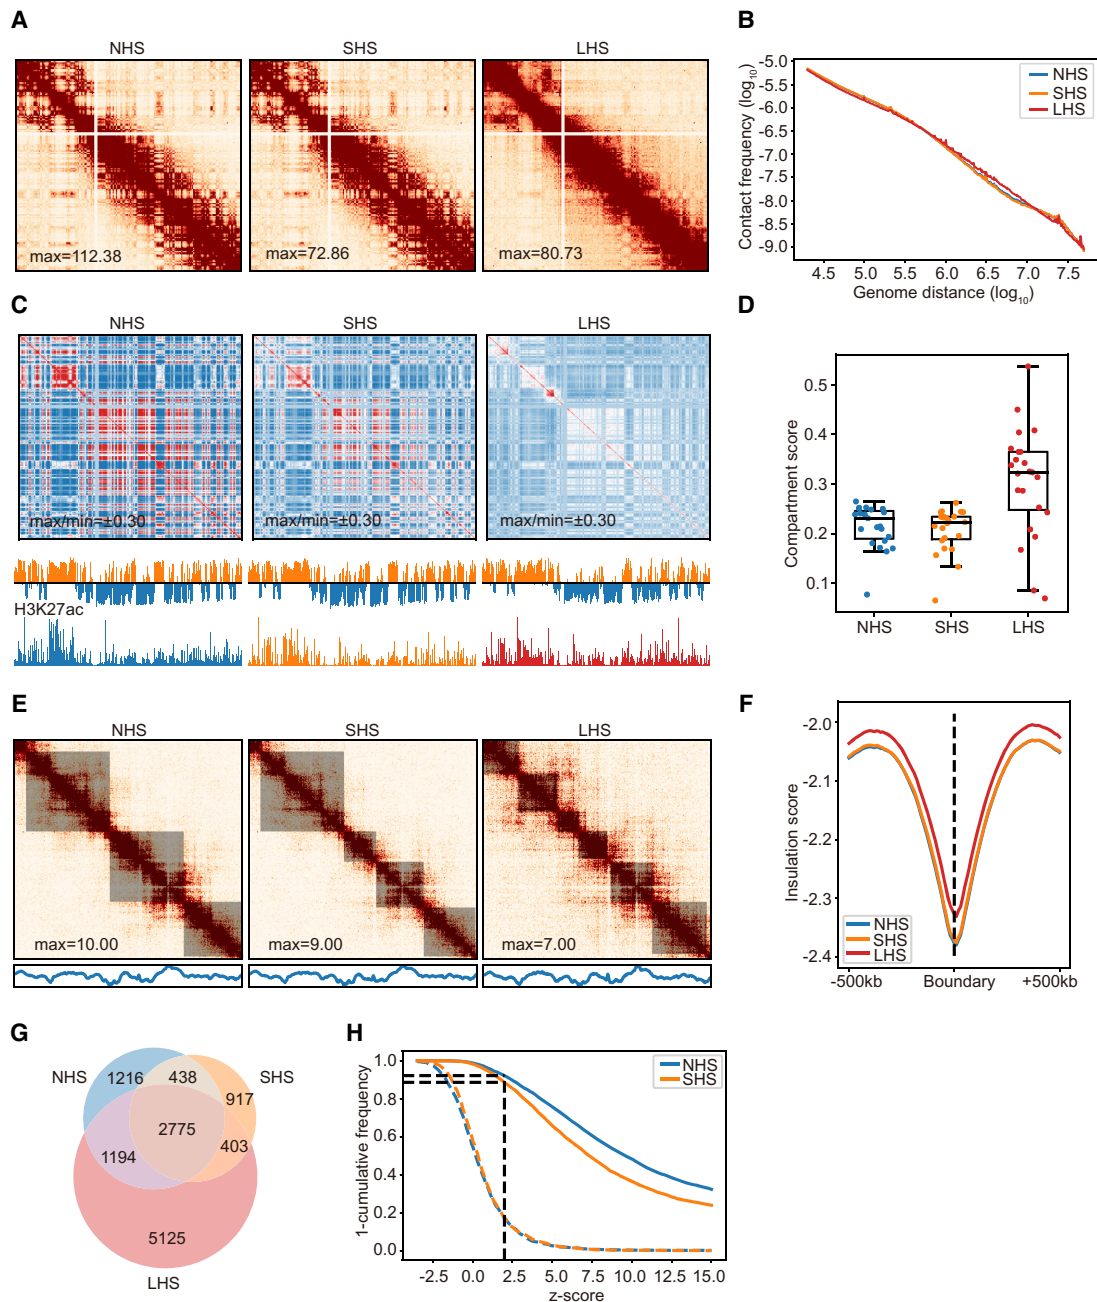 A
NHS
SHS
LHS
max=112.38
max=72.86
max=80.73
B
Contact frequency (log10)
-5.0
-5.5
-6.0
-6.5
-7.0
-7.5
-8.0
-8.5
-9.0
NHS
SHS
LHS
4.5 5.0 5.5 6.0 6.5 7.0 7.5
Genome distance (log10)
C
NHS
SHS
LHS
max/min=±0.30
max/min=±0.30
max/min=±0.30
H3K27ac
D
Compartment score
0.5
0.4
0.3
0.2
0.1
NHS
SHS
LHS
E
NHS
SHS
LHS
max=10.00
max=9.00
max=7.00
F
Insulation score
-2.0
-2.1
-2.2
-2.3
-2.4
NHS
SHS
LHS
-500kb
Boundary
+500kb
G
NHS
SHS
1216
438
917
2775
1194
403
5125
LHS
H
1-cumulative frequency
1.0
0.8
0.6
0.4
0.2
0.0
NHS
SHS
-2.5 0.0 2.5 5.0 7.5 10.0 12.5 15.0
z-score